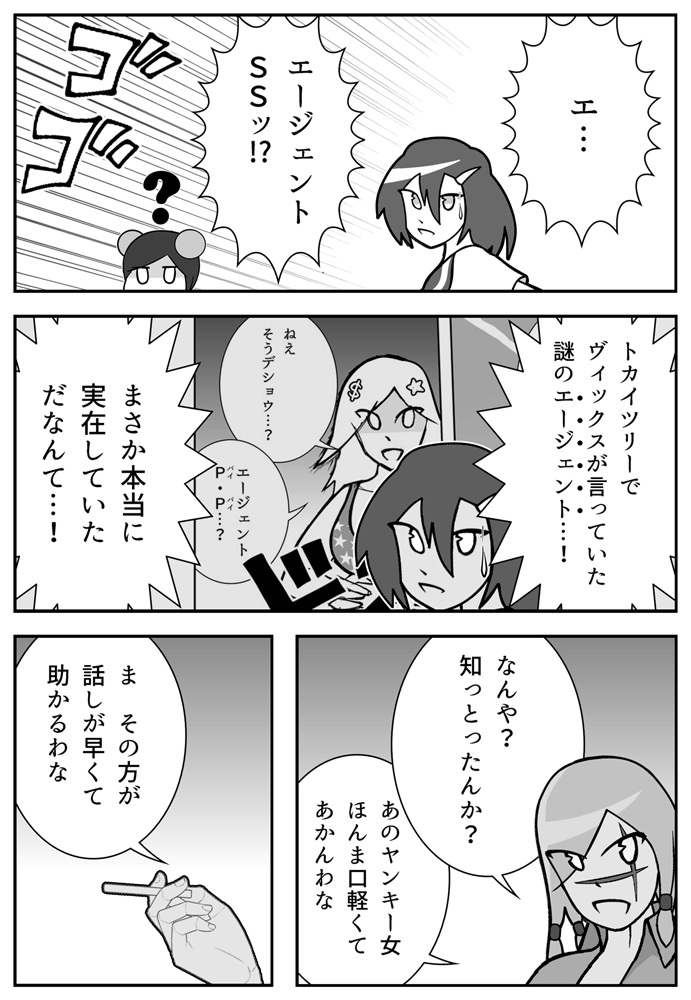 エ…
エージェント
SSッ!?
?
ゴゴ
トカイツリーで
ヴィックスが言っていた
謎のエージェント…!
ねえ
そうデショウ…?
エージェント
P・P…?
パイ パイ
ド
まさか本当に
実在していた
だなんて…!
なんや?
知っとったんか?
あのヤンキー女
ほんま口軽くて
あかんわな
ま その方が
話しが早くて
助かるわな